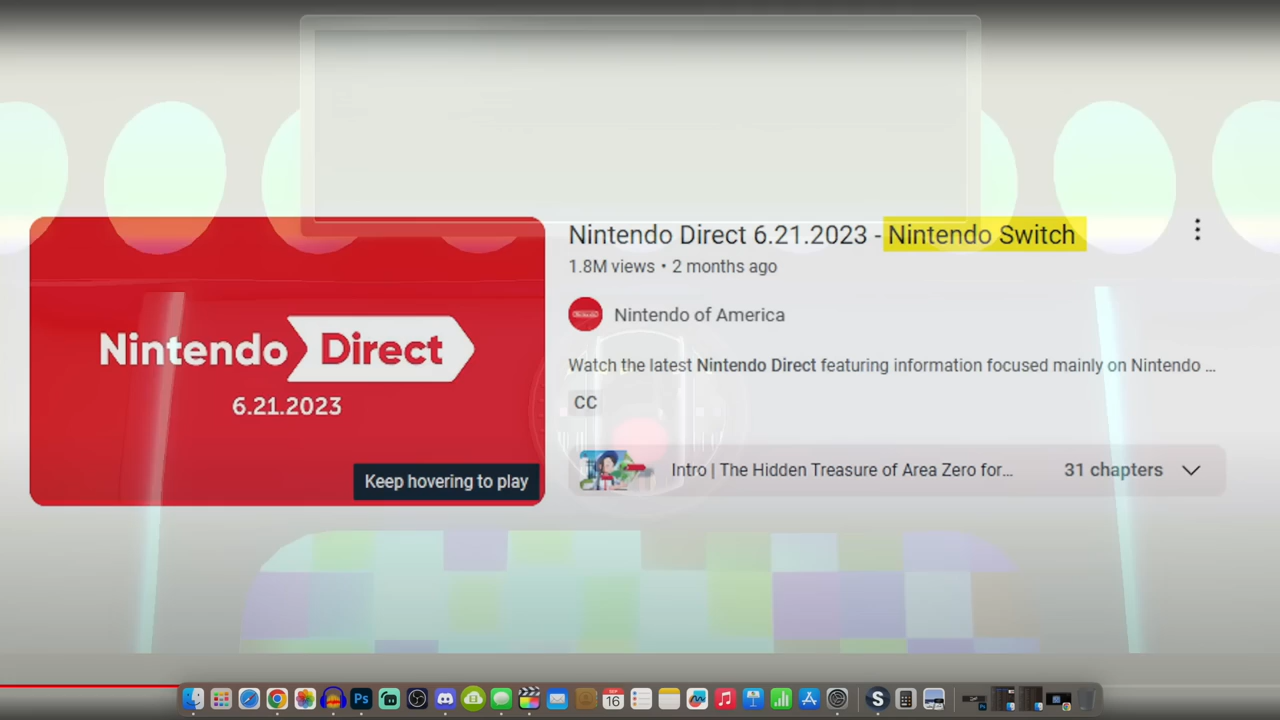 Nintendo Direct 6.21.2023 - Nintendo Switch
1.8M views • 2 months ago
Nintendo of America
Nintendo Direct
6.21.2023
Watch the latest Nintendo Direct featuring information focused mainly on Nintendo ...
CC
Keep hovering to play
Intro | The Hidden Treasure of Area Zero for...
31 chapters
Ps
SEP
16
S